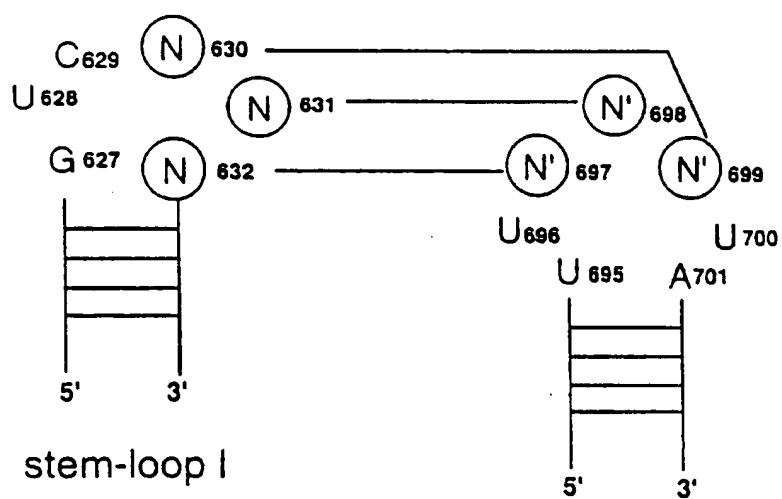 C629 N 630
U628 N 631 N' 698
G627 N 632 N' 697 N' 699
U696 U700
U695 A701
5' 3'
stem-loop I
5' 3'